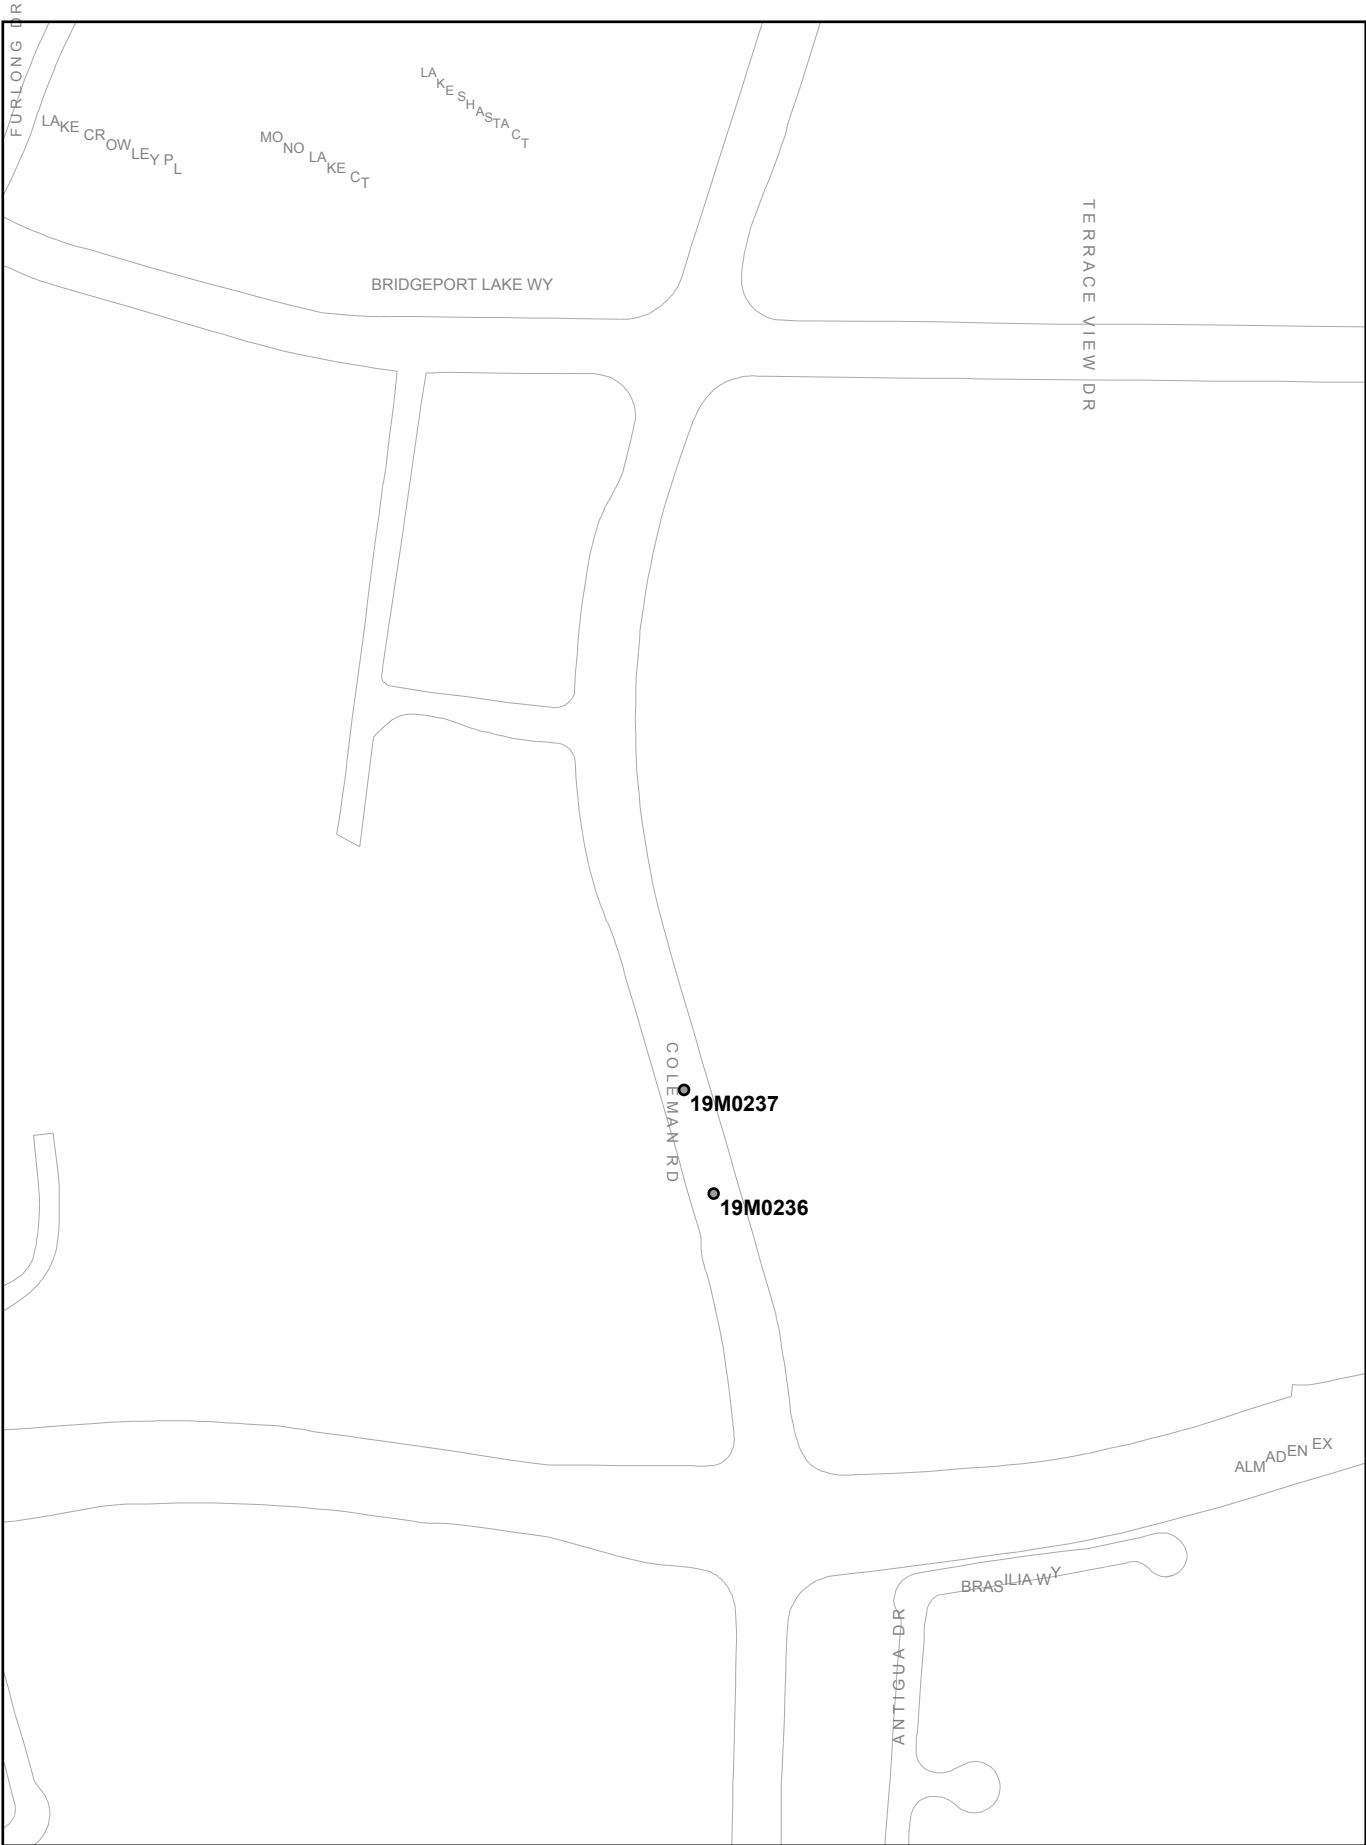 FURLONG DR
LAKE SHASTA CT
LAKE CROWLEY PL
MONO LAKE CT
TERRACE VIEW DR
BRIDGEPORT LAKE WY
COLEMAN RD
19M0237
19M0236
ALMADEN EX
BRASILIA WY
ANTIGUA DR